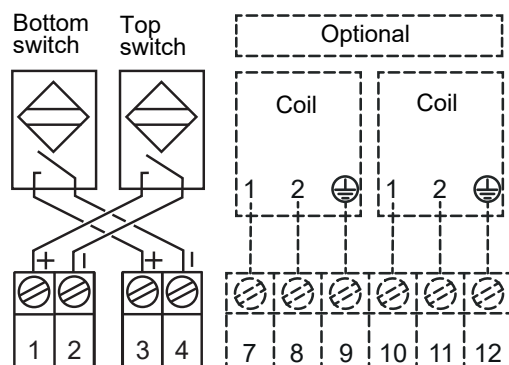 Bottom switch
Top switch
Optional
Coil
Coil
1 2
1 2
+ – + –
1 2 3 4 7 8 9 10 11 12